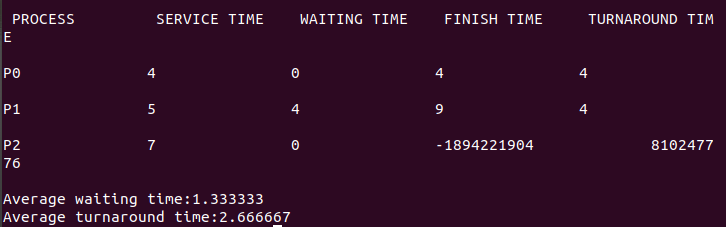 PROCESS SERVICE TIME WAITING TIME FINISH TIME TURNAROUND TIM
E
P0 4 0 4 4
P1 5 4 9 4
P2 7 0 -1894221904 8102477
76
Average waiting time:1.333333
Average turnaround time:2.666667